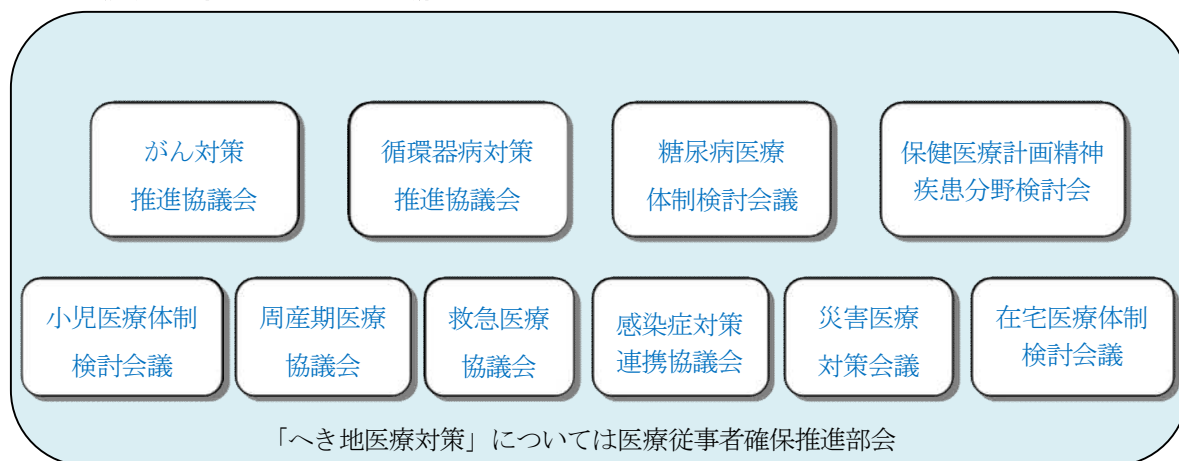 がん対策
推進協議会
循環器病対策
推進協議会
糖尿病医療
体制検討会議
保健医療計画精神
疾患分野検討会
小児医療体制
検討会議
周産期医療
協議会
救急医療
協議会
感染症対策
連携協議会
災害医療
対策会議
在宅医療体制
検討会議
「へき地医療対策」については医療従事者確保推進部会